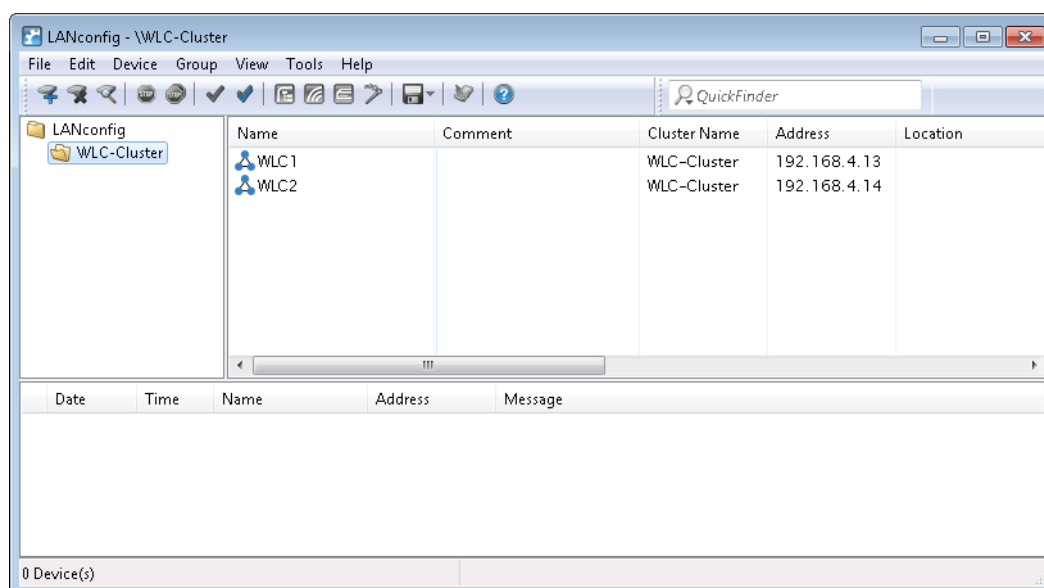 LANconfig - \WLC-Cluster
File Edit Device Group View Tools Help
QuickFinder
LANconfig
WLC-Cluster
Name Comment Cluster Name Address Location
WLC1 WLC-Cluster 192.168.4.13
WLC2 WLC-Cluster 192.168.4.14
Date Time Name Address Message
0 Device(s)